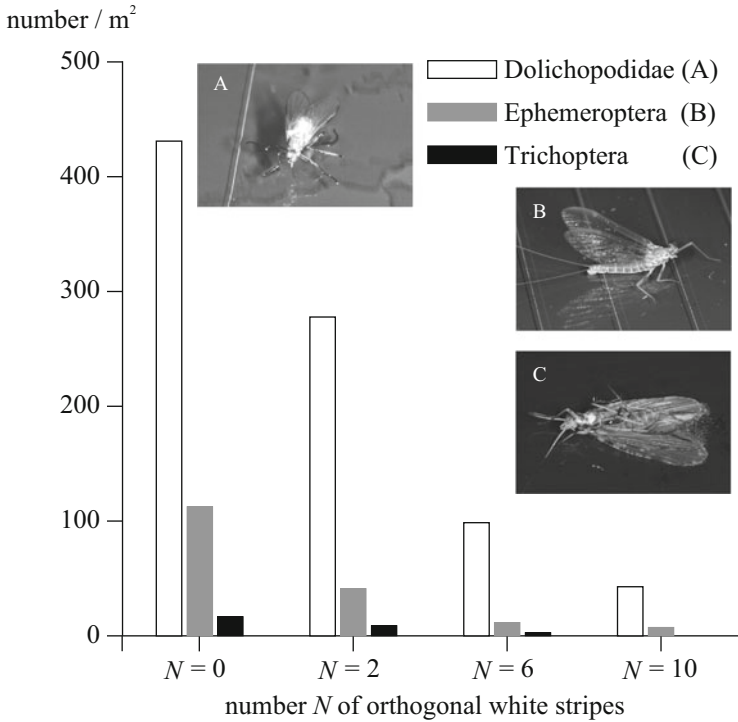 number / m²
500
400
300
200
100
0
A
Dolichopodidae (A)
Ephemeroptera (B)
Trichoptera (C)
B
C
N = 0 N = 2 N = 6 N = 10
number N of orthogonal white stripes